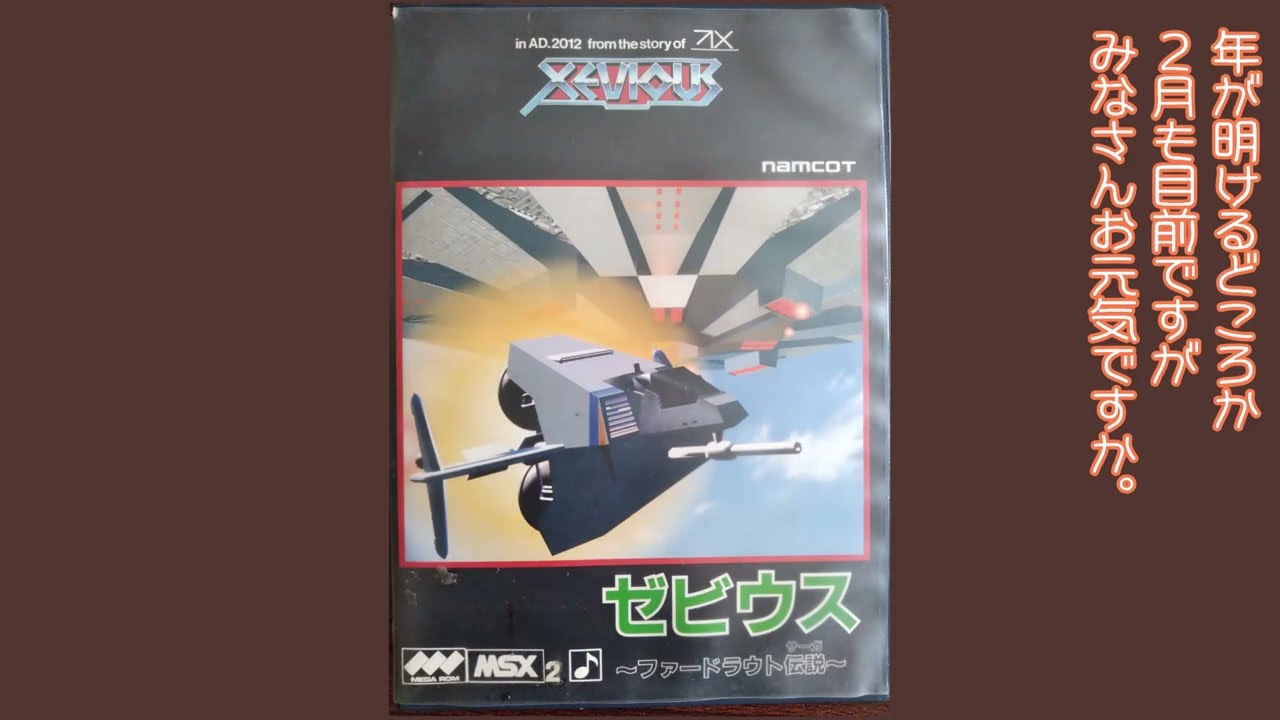 年が明けるどころか
2月も目前ですが
みなさんお元気ですか。
in AD.2012 from the story of
XEVIOUS
namcot
ゼビウス
サーガ
～ファードラウト伝説～
MEGA ROM
MSX 2